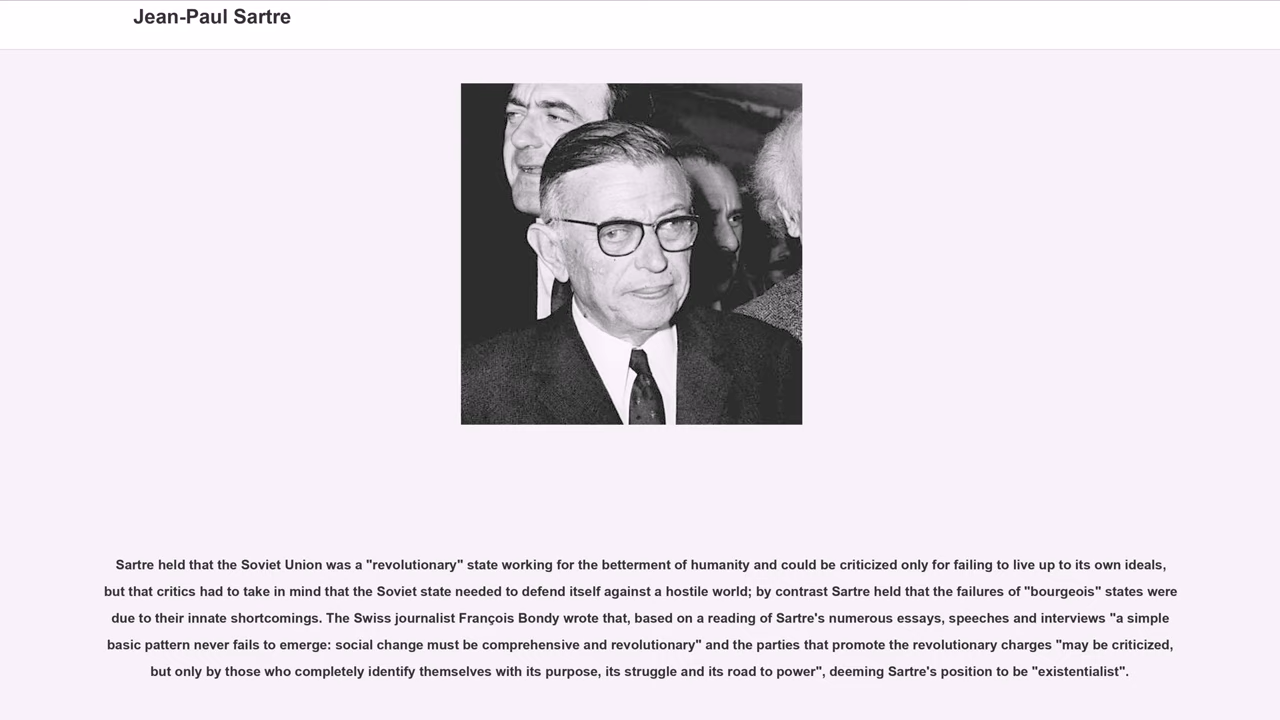 Jean-Paul Sartre
Sartre held that the Soviet Union was a "revolutionary" state working for the betterment of humanity and could be criticized only for failing to live up to its own ideals,
but that critics had to take in mind that the Soviet state needed to defend itself against a hostile world; by contrast Sartre held that the failures of "bourgeois" states were
due to their innate shortcomings. The Swiss journalist François Bondy wrote that, based on a reading of Sartre's numerous essays, speeches and interviews "a simple
basic pattern never fails to emerge: social change must be comprehensive and revolutionary" and the parties that promote the revolutionary charges "may be criticized,
but only by those who completely identify themselves with its purpose, its struggle and its road to power", deeming Sartre's position to be "existentialist".